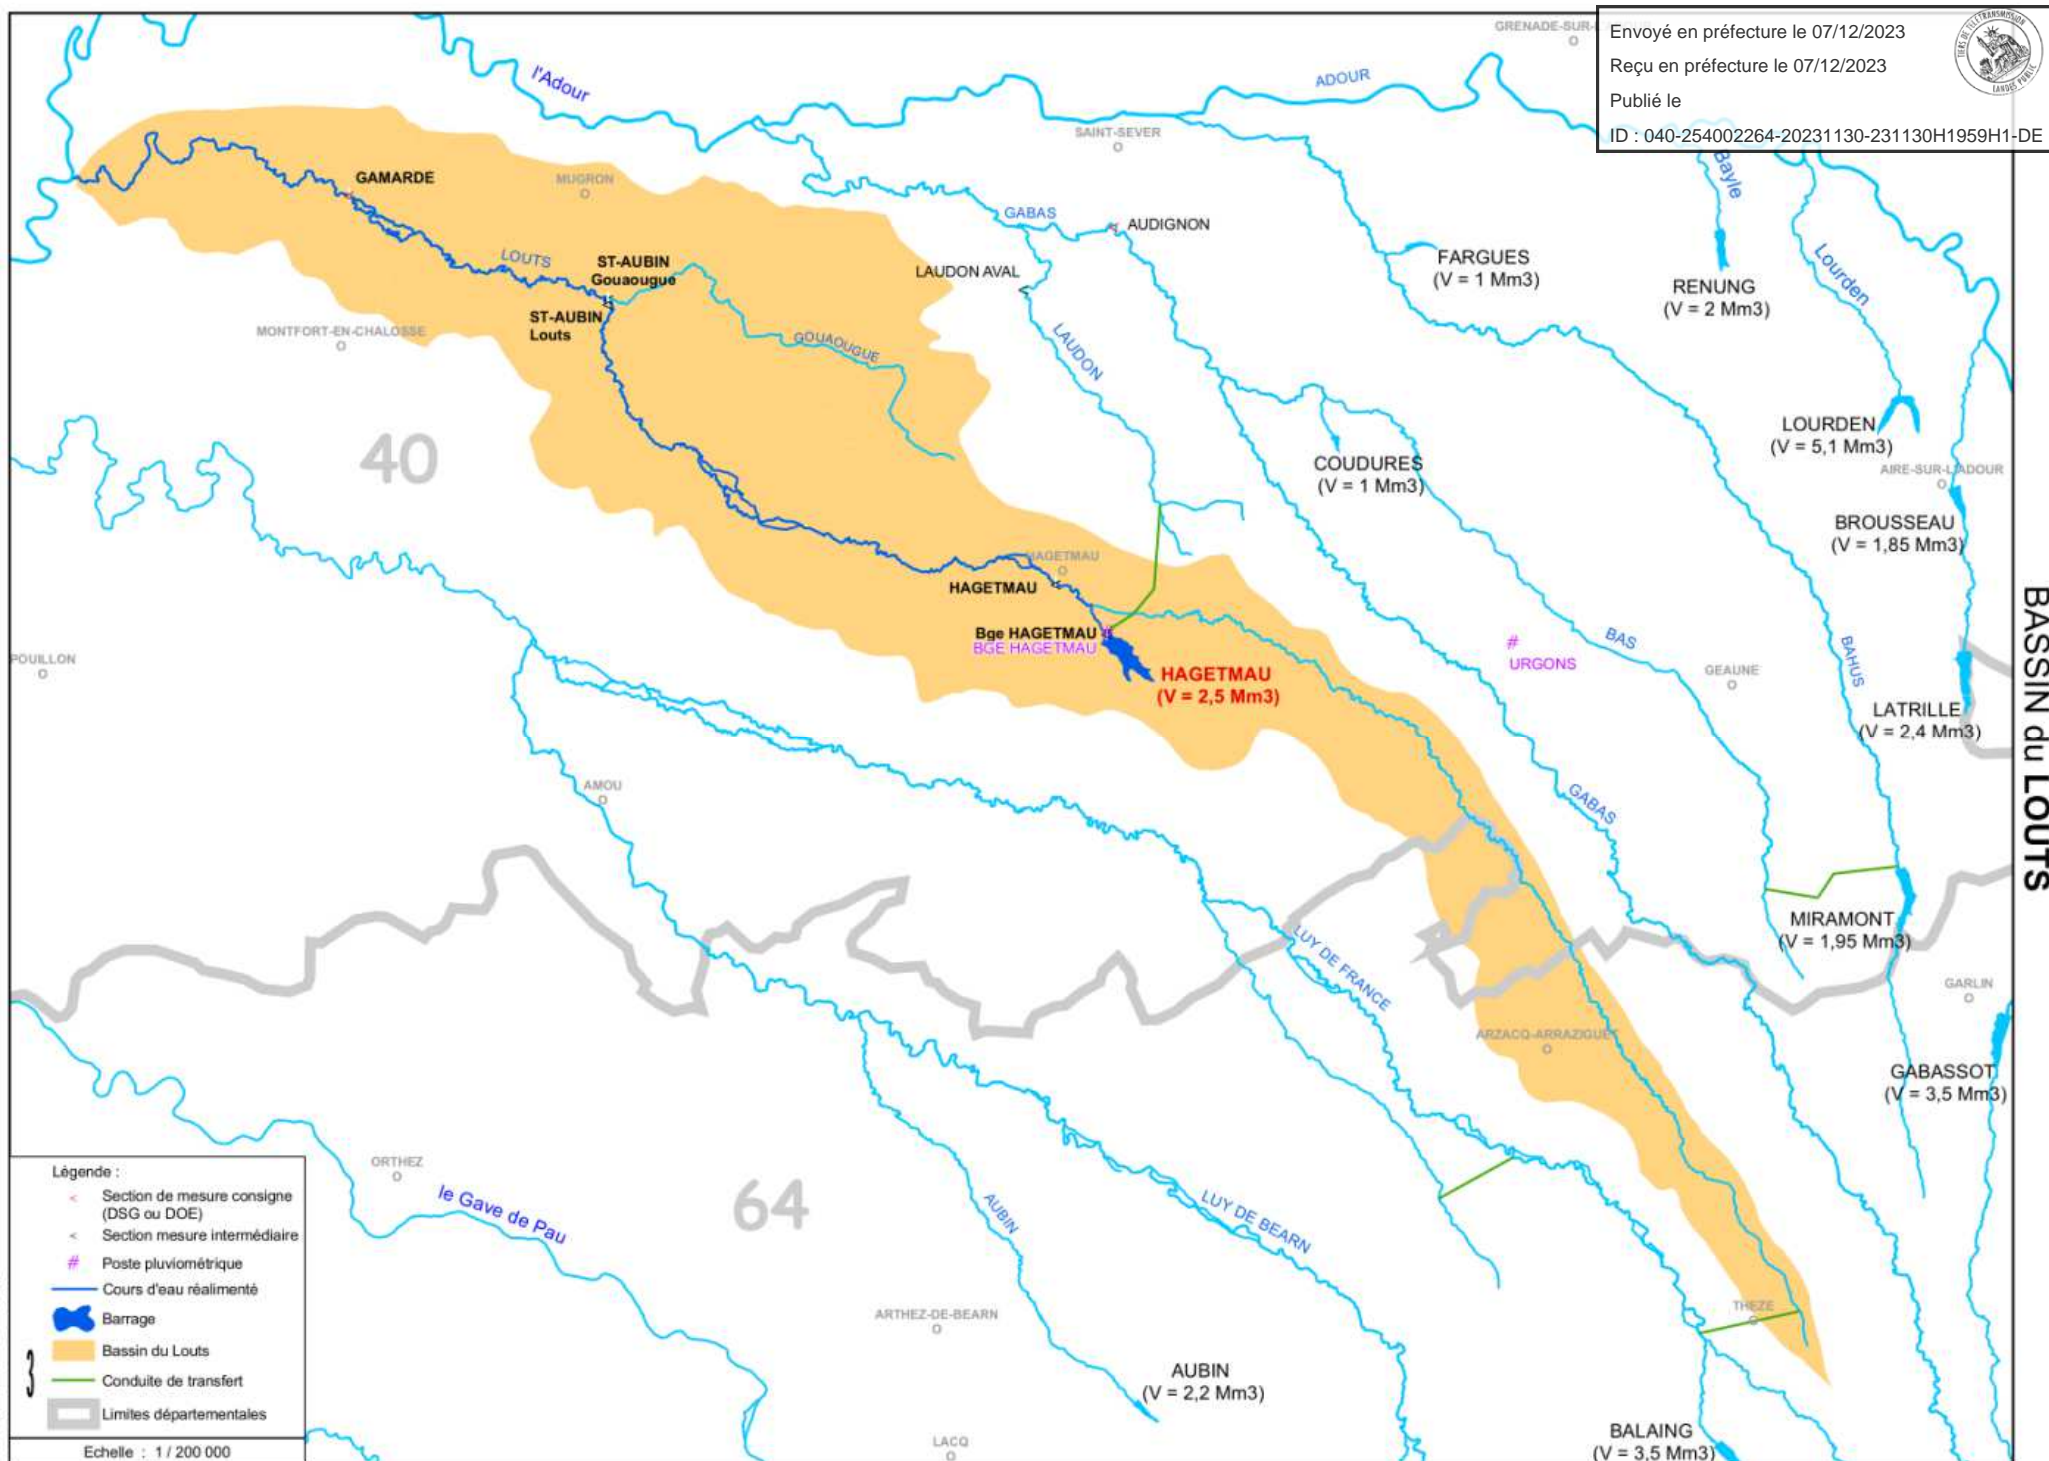 Envoyé en préfecture le 07/12/2023
Reçu en préfecture le 07/12/2023
Publié le
ID : 040-254002264-20231130-231130H1959H1-DE
TIERS DE TELETRANSMISSION
LANDES PUBLIC
GRENADE-SUR-L
l'Adour
ADOUR
SAINT-SEVER
Bayle
GAMARDE
MUGRON
GABAS
AUDIGNON
LOUTS
ST-AUBIN
Gouaougue
LAUDON AVAL
FARGUES
(V = 1 Mm3)
RENUNG
(V = 2 Mm3)
Lourden
ST-AUBIN
Louts
MONTFORT-EN-CHALOSSE
GOUAOUGUE
LAUDON
40
LOURDEN
(V = 5,1 Mm3)
COUDURES
(V = 1 Mm3)
AIRE-SUR-L'ADOUR
BROUSSEAU
(V = 1,85 Mm3)
HAGETMAU
HAGETMAU
Bge HAGETMAU
BGE HAGETMAU
HAGETMAU
(V = 2,5 Mm3)
#
URGONS
BAS
GEAUNE
BAHUS
POUILLON
LATRILLE
(V = 2,4 Mm3)
AMOU
GABAS
MIRAMONT
(V = 1,95 Mm3)
LUY DE FRANCE
GARLIN
ARZACQ-ARRAZIGUET
GABASSOT
(V = 3,5 Mm3)
ORTHEZ
le Gave de Pau
64
AUBIN
LUY DE BEARN
ARTHEZ-DE-BEARN
THEZE
AUBIN
(V = 2,2 Mm3)
LACQ
BALAING
(V = 3,5 Mm3)
BASSIN du LOUTS
Légende :
< Section de mesure consigne
(DSG ou DOE)
< Section mesure intermédiaire
# Poste pluviométrique
Cours d'eau réalimenté
Barrage
Bassin du Louts
Conduite de transfert
Limites départementales
3
Echelle : 1 / 200 000